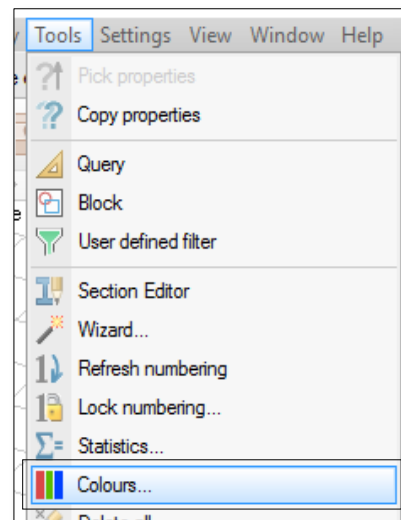 Tools Settings View Window Help
Pick properties
Copy properties
Query
Block
User defined filter
Section Editor
Wizard...
Refresh numbering
Lock numbering...
Statistics...
Colours...